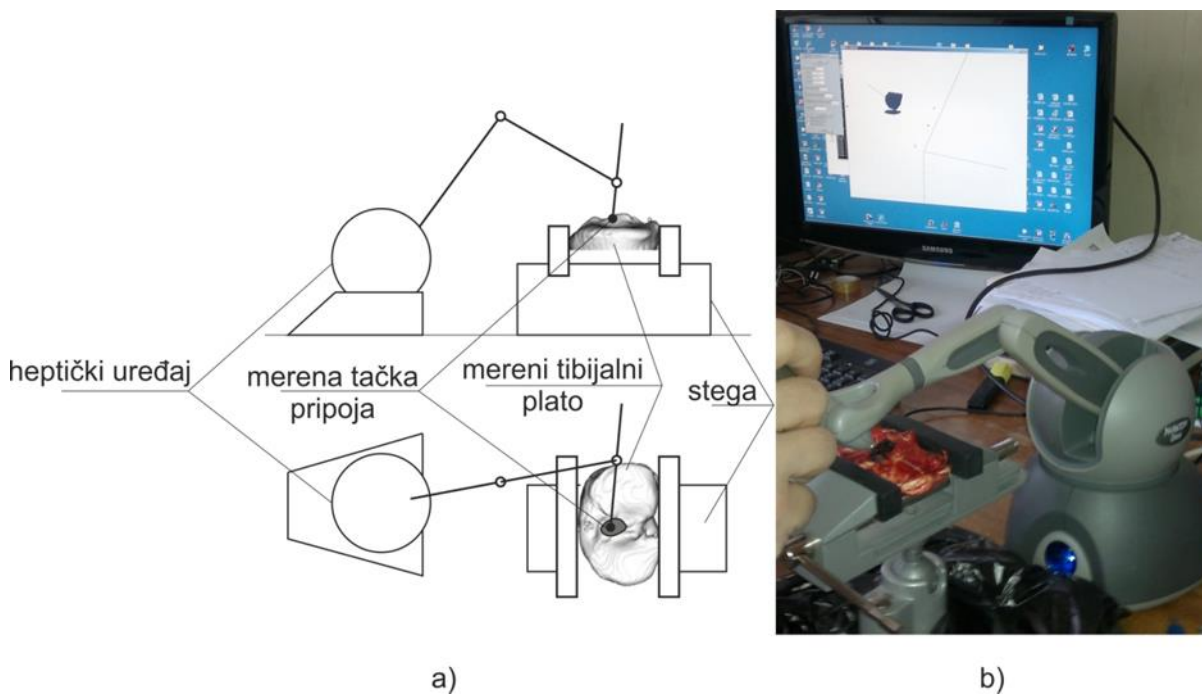 heptički uređaj
merena tačka
pripoja
mereni tibijalni
plato
stega
SAMSUNG
a)
b)